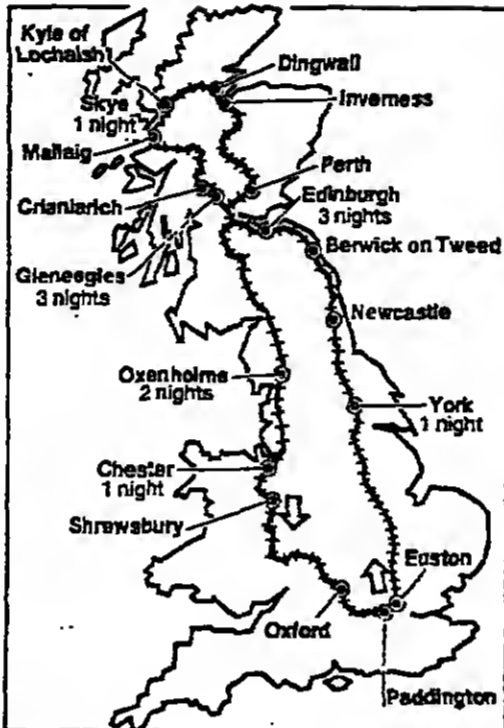 Kyle of
Lochalsh
Dingwall
Skye
1 night
Inverness
Mallaig
Perth
Crianlarich
Edinburgh
3 nights
Berwick on Tweed
Gleneagles
3 nights
Newcastle
Oxenholme
2 nights
York
1 night
Chester
1 night
Shrewsbury
Euston
Oxford
Paddington